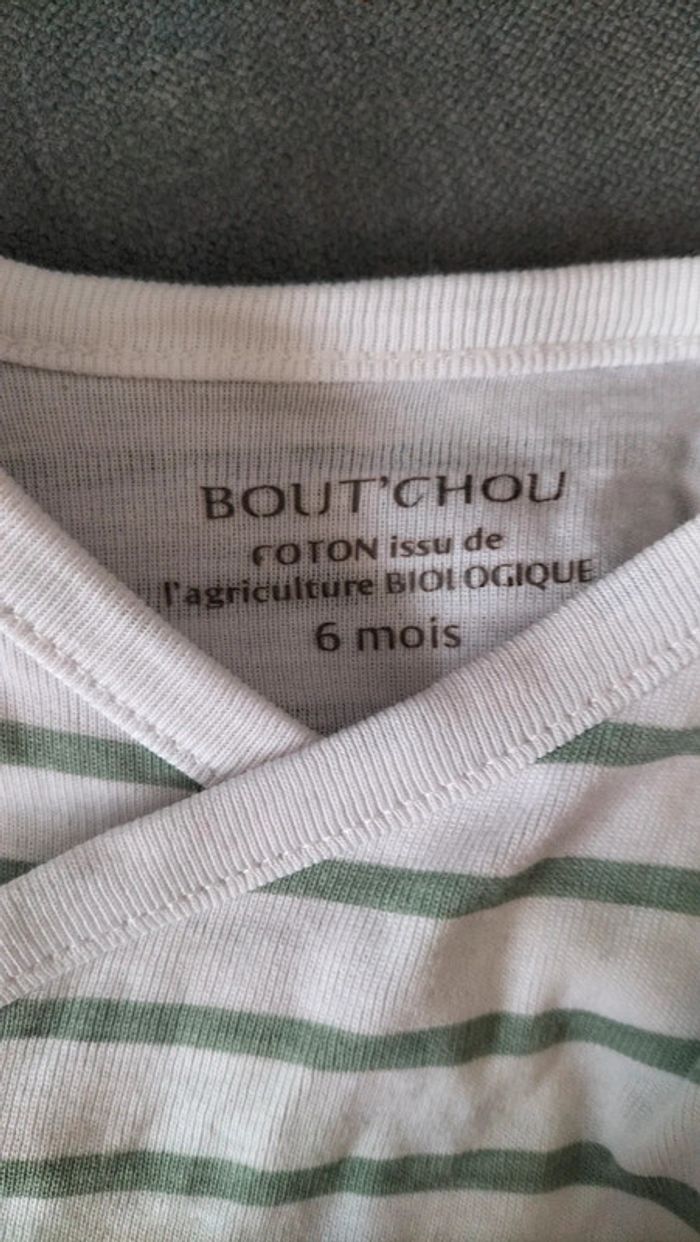 BOUT'CHOU
COTON issu de
l'agriculture BIOLOGIQUE
6 mois